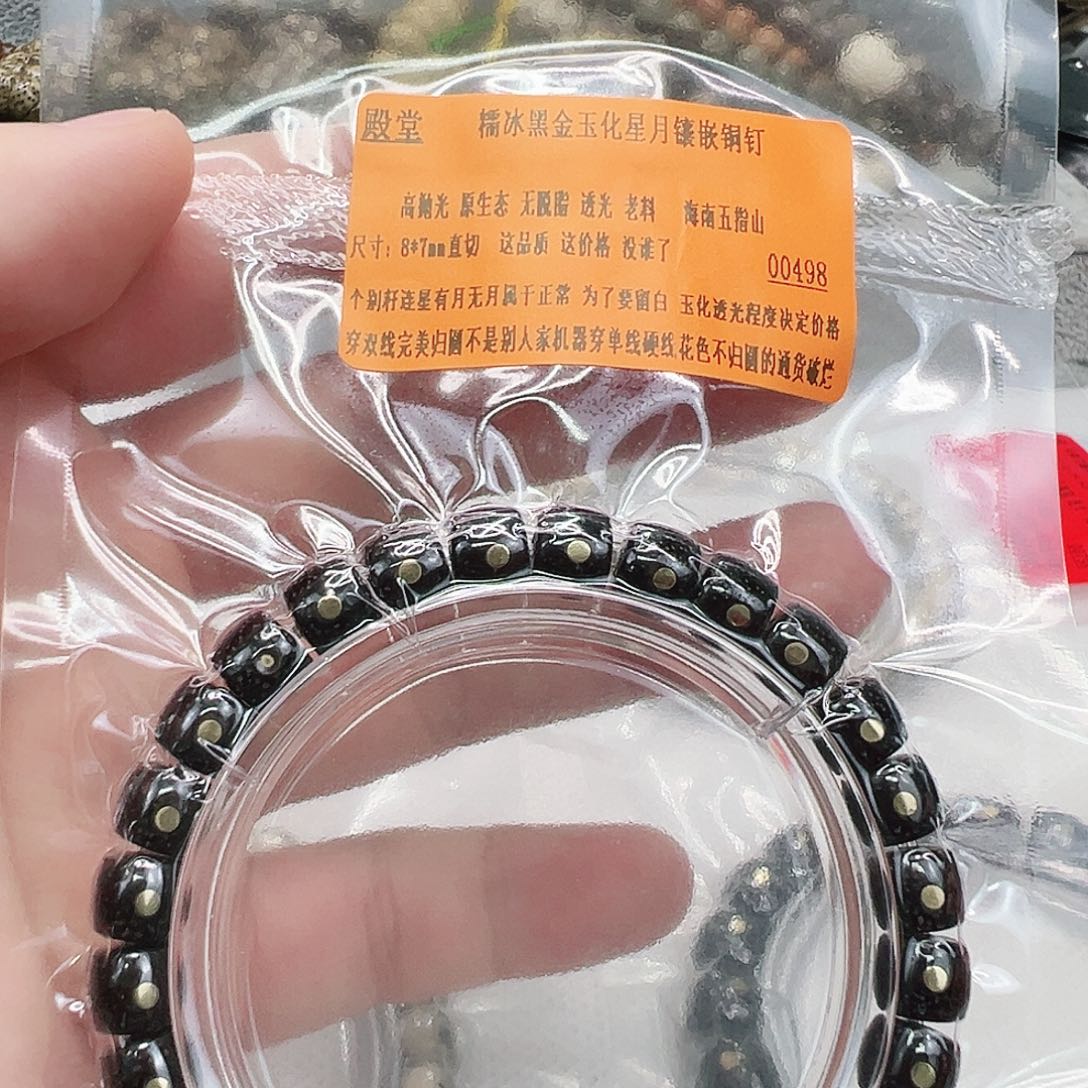 殿堂 糯冰黑金玉化星月镶嵌铜钉
高抛光 原生态 无脱脂 透光 老料 海南五指山
尺寸：8*7mm直切 这品质 这价格 没谁了
00498
个别杆连星有月无月属于正常 为了要留白 玉化透光程度决定价格
穿双线完美归圆不是别人家机器穿单线硬线花色不归圆的通货破烂